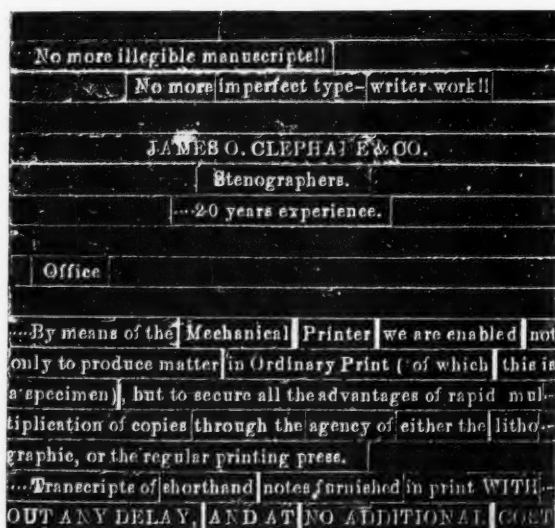 No more illegible manuscripts!!
No more imperfect type-writer work!!
JAMES O. CLEPHANE & CO.
Stenographers.
20 years experience.
Office
By means of the Mechanical Printer we are enabled not
only to produce matter in Ordinary Print ( of which this is
a specimen), but to secure all the advantages of rapid mul-
tiplication of copies through the agency of either the litho-
graphic, or the regular printing press.
Transcripts of shorthand notes furnished in print WITH-
OUT ANY DELAY, AND AT NO ADDITIONAL COST